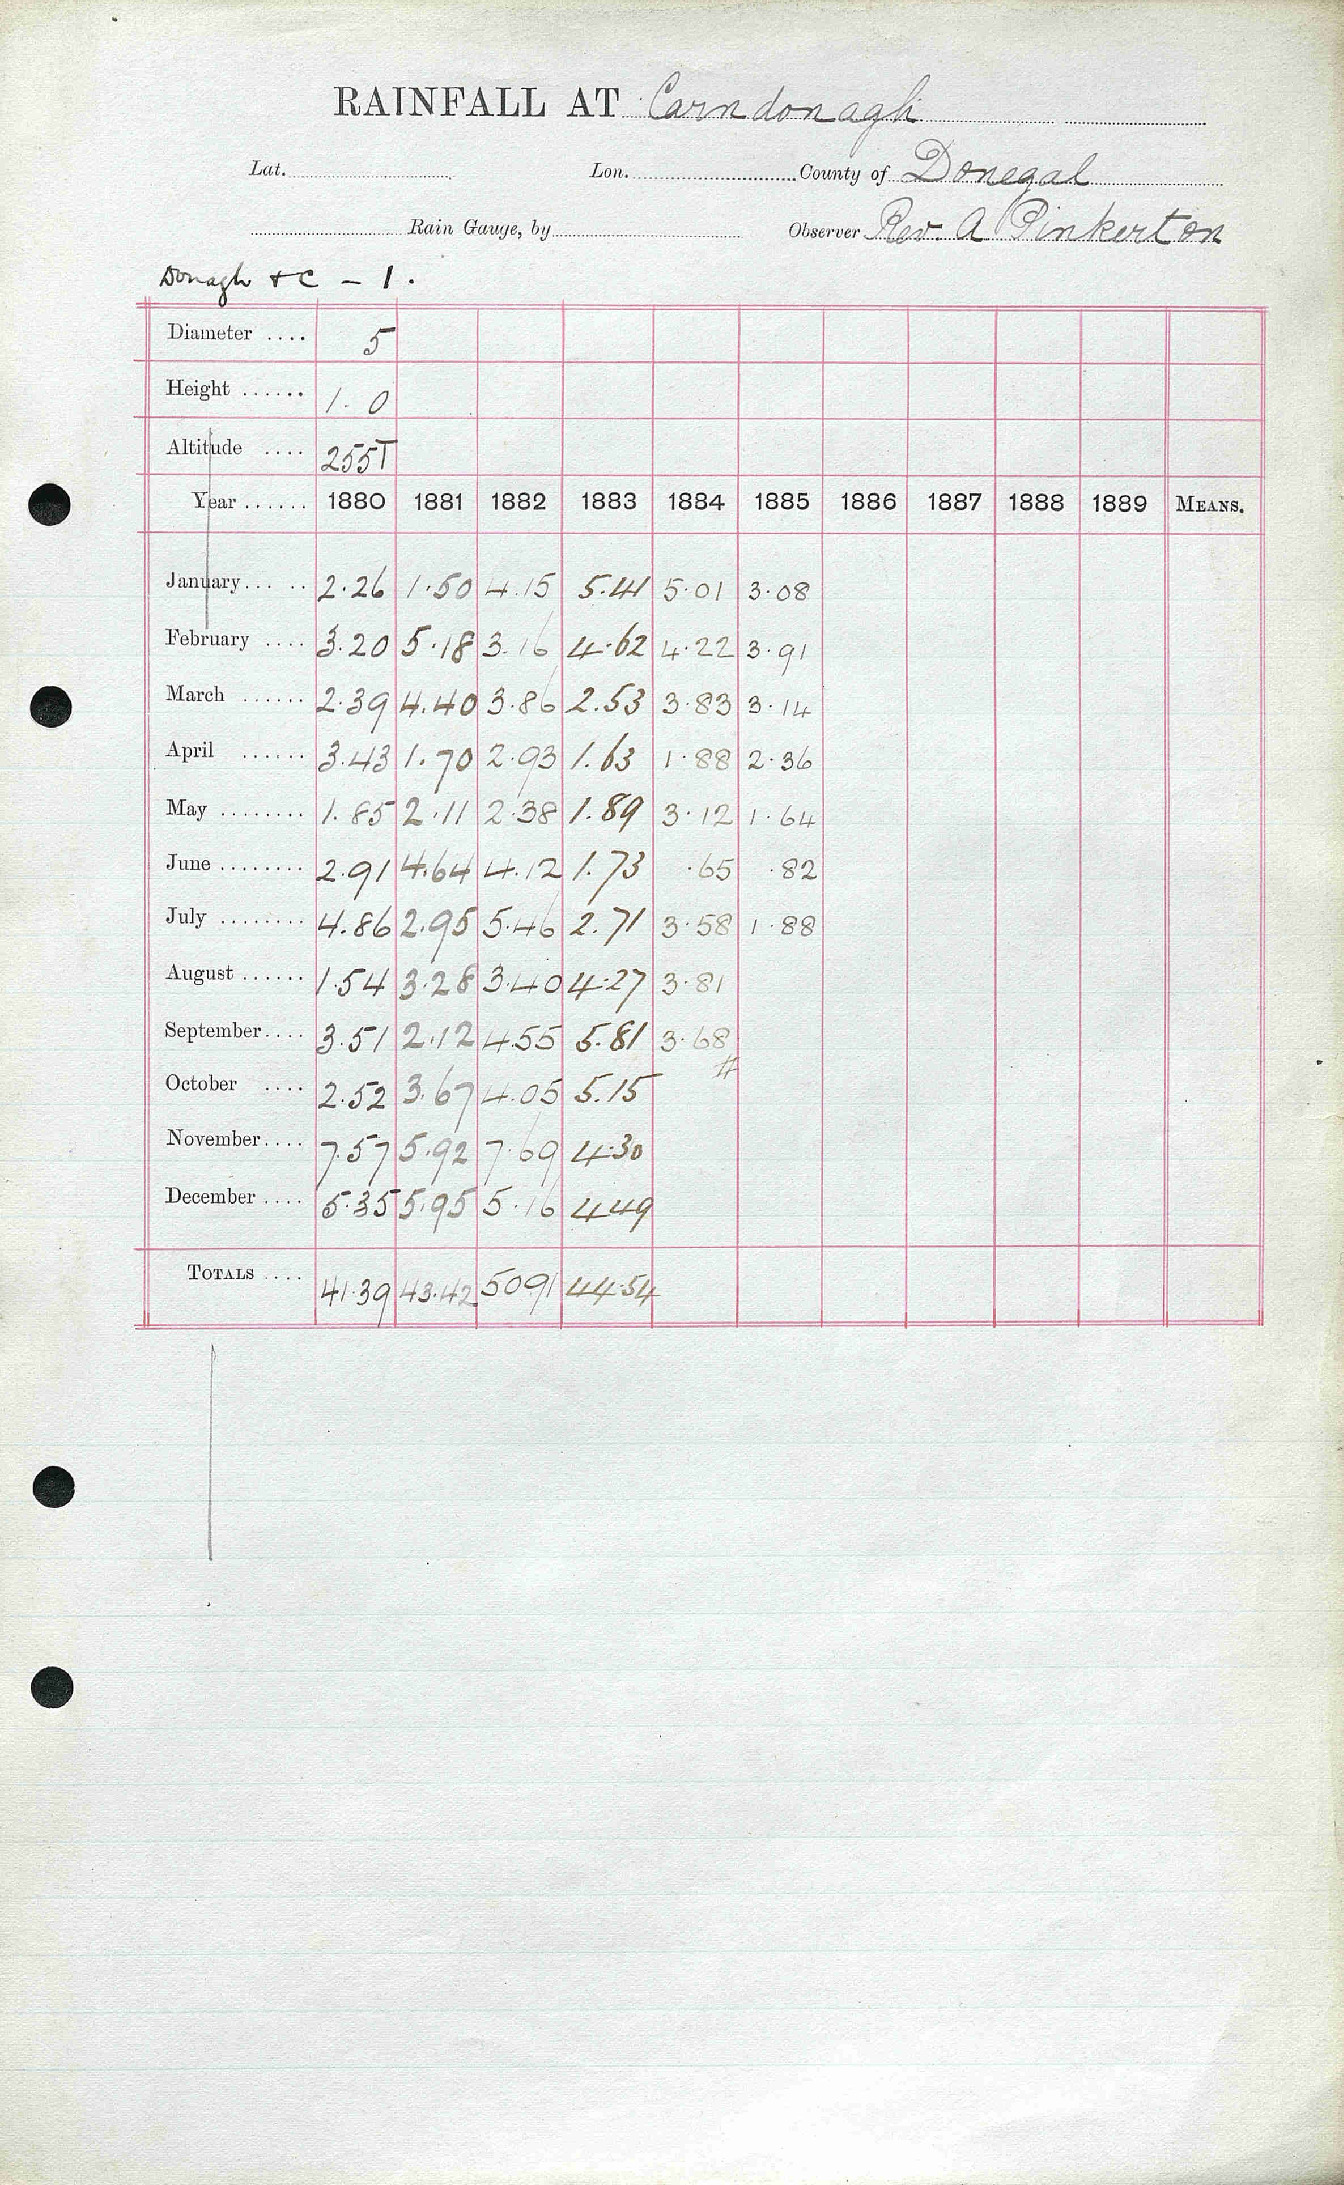 RAINFALL AT Carndonagh
Lat. Lon. County of Donegal
Rain Gauge, by Observer Rev. A Pinkerton
Donagh + C - 1.
Diameter .... 5
Height ...... 1. 0
Altitude .... 255T
Year ...... 1880 1881 1882 1883 1884 1885 1886 1887 1888 1889 MEANS.
January ... .. 2.26 1.50 4.15 5.41 5.01 3.08
February .... 3.20 5.18 3.16 4.62 4.22 3.91
March ...... 2.39 4.40 3.86 2.53 3.83 3.14
April ...... 3.43 1.70 2.93 1.63 1.88 2.36
May ........ 1.85 2.11 2.38 1.89 3.12 1.64
June ........ 2.91 4.64 4.12 1.73 .65 .82
July ........ 4.86 2.95 5.46 2.71 3.58 1.88
August ...... 1.54 3.28 3.40 4.27 3.81
September .... 3.51 2.12 4.55 5.81 3.68
#
October .... 2.52 3.67 4.05 5.15
November .... 7.57 5.92 7.69 4.30
December .... 5.35 5.95 5.16 4.49
TOTALS .... 41.39 43.42 5091 44.54